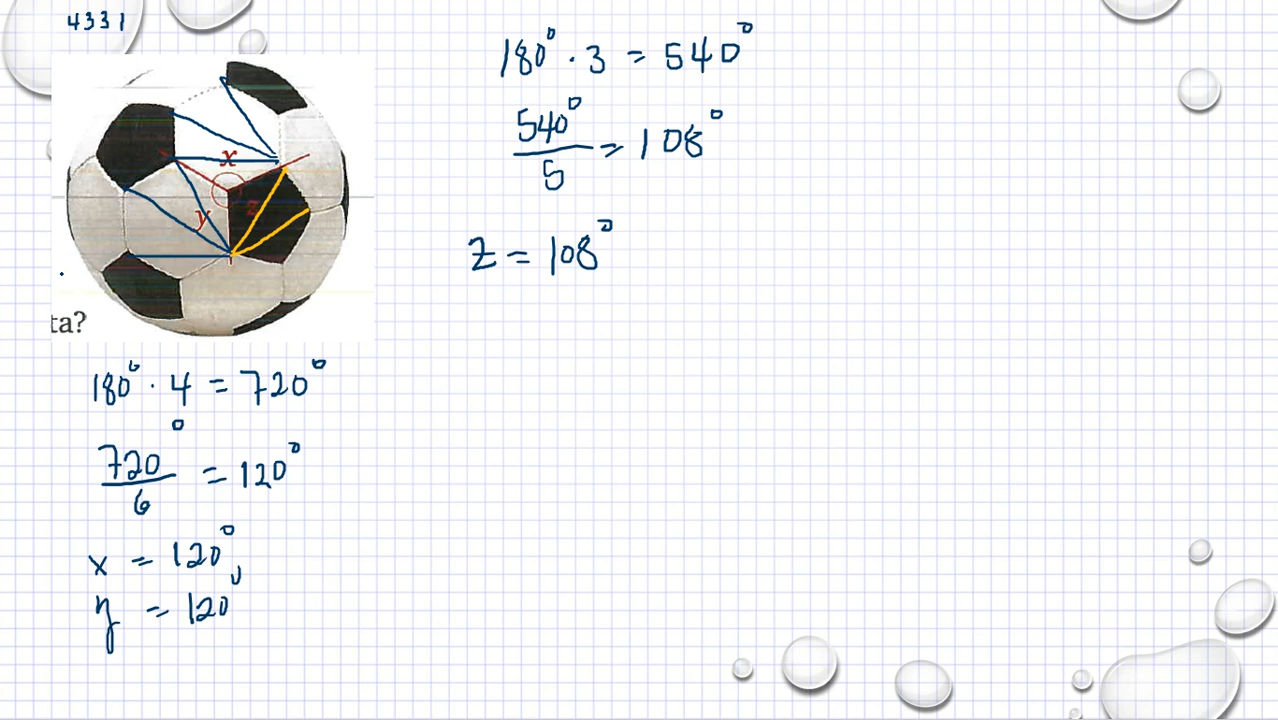 4331
x
y
z
ta?
180° · 4 = 720°
720° / 6 = 120°
x = 120°
y = 120°
180° · 3 = 540°
540° / 5 = 108°
z = 108°